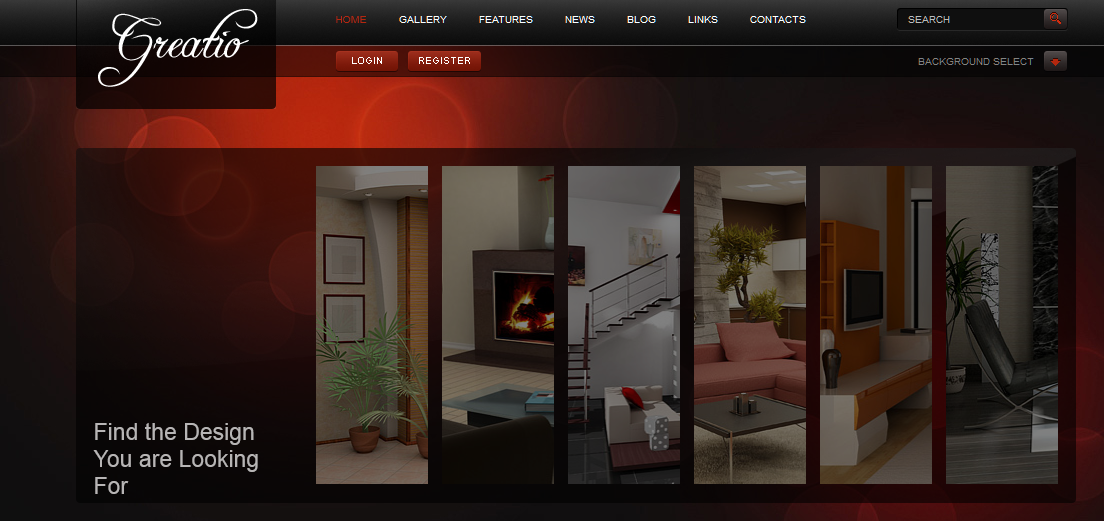 Greatio
HOME GALLERY FEATURES NEWS BLOG LINKS CONTACTS
SEARCH
LOGIN REGISTER
BACKGROUND SELECT
Find the Design
You are Looking
For